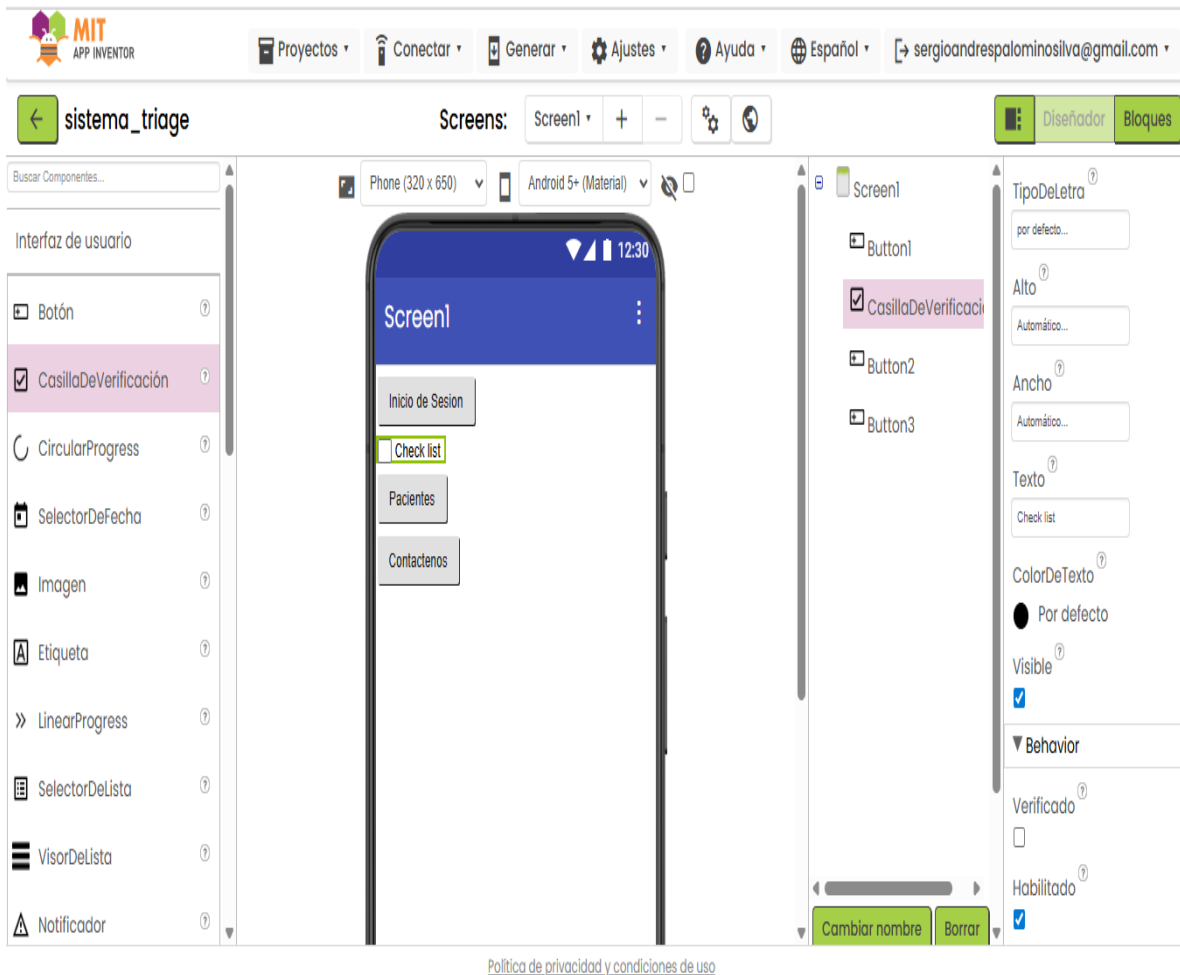 MIT
APP INVENTOR
Proyectos
Conectar
Generar
Ajustes
Ayuda
Español
sergioandrespalominosilva@gmail.com
sistema_triage
Screens:
Screen1
+
−
Diseñador
Bloques
Buscar Componentes...
Interfaz de usuario
Botón
CasillaDeVerificación
CircularProgress
SelectorDeFecha
Imagen
Etiqueta
LinearProgress
SelectorDeLista
VisorDeLista
Notificador
Phone (320 x 650)
Android 5+ (Material)
12:30
Screen1
Inicio de Sesion
Check list
Pacientes
Contactenos
Screen1
Button1
CasillaDeVerificaci
Button2
Button3
Cambiar nombre
Borrar
TipoDeLetra
por defecto...
Alto
Automático...
Ancho
Automático...
Texto
Check list
ColorDeTexto
Por defecto
Visible
Behavior
Verificado
Habilitado
Política de privacidad y condiciones de uso